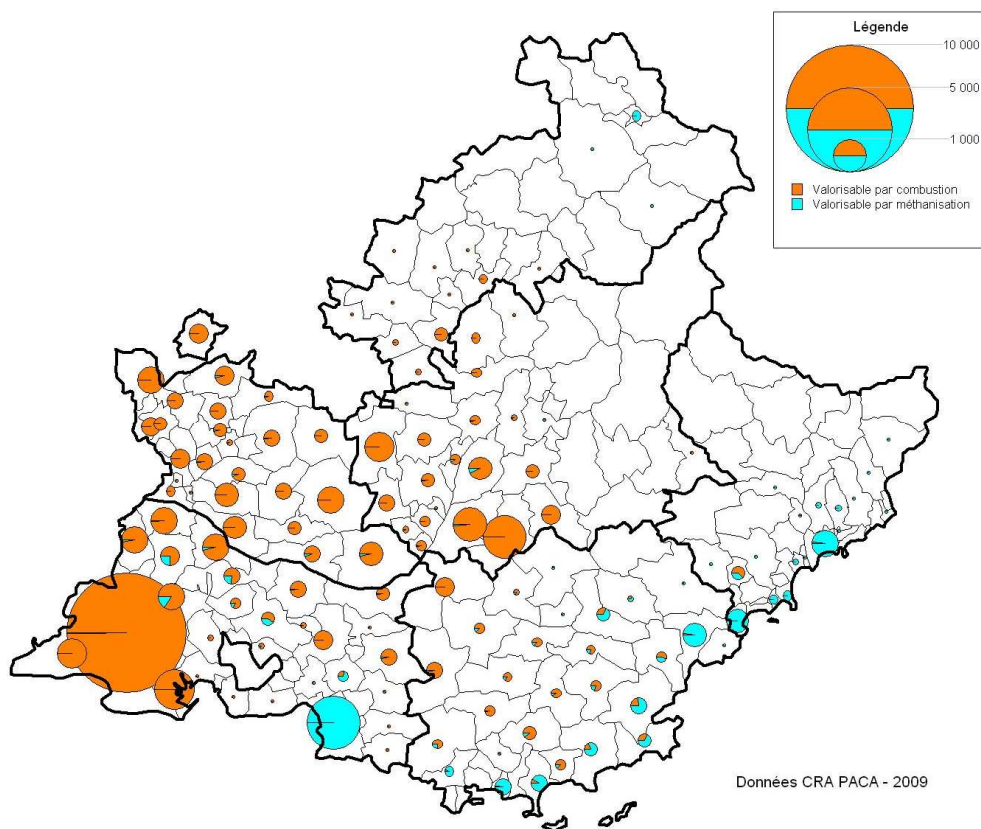 Légende
10 000
5 000
1 000
Valorisable par combustion
Valorisable par méthanisation
Données CRA PACA - 2009